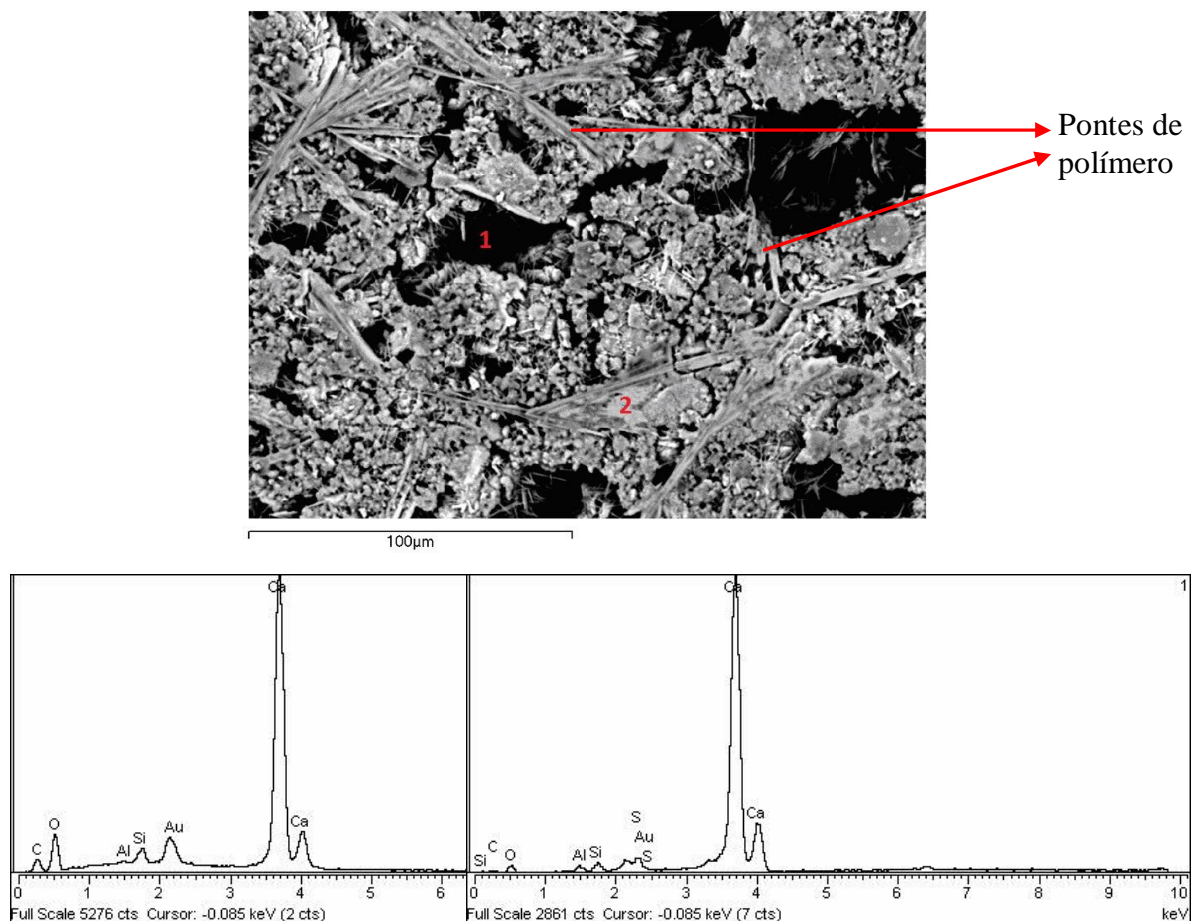 Pontes de
polímero
1
2
100µm
Ca
O
C
Al
Si
Au
Ca
0 1 2 3 4 5 6
Full Scale 5276 cts Cursor: -0.085 keV (2 cts)
1
Ca
S
Au
S
Ca
Si
C
O
Al
Si
0 1 2 3 4 5 6 7 8 9 10
Full Scale 2861 cts Cursor: -0.085 keV (7 cts)
keV